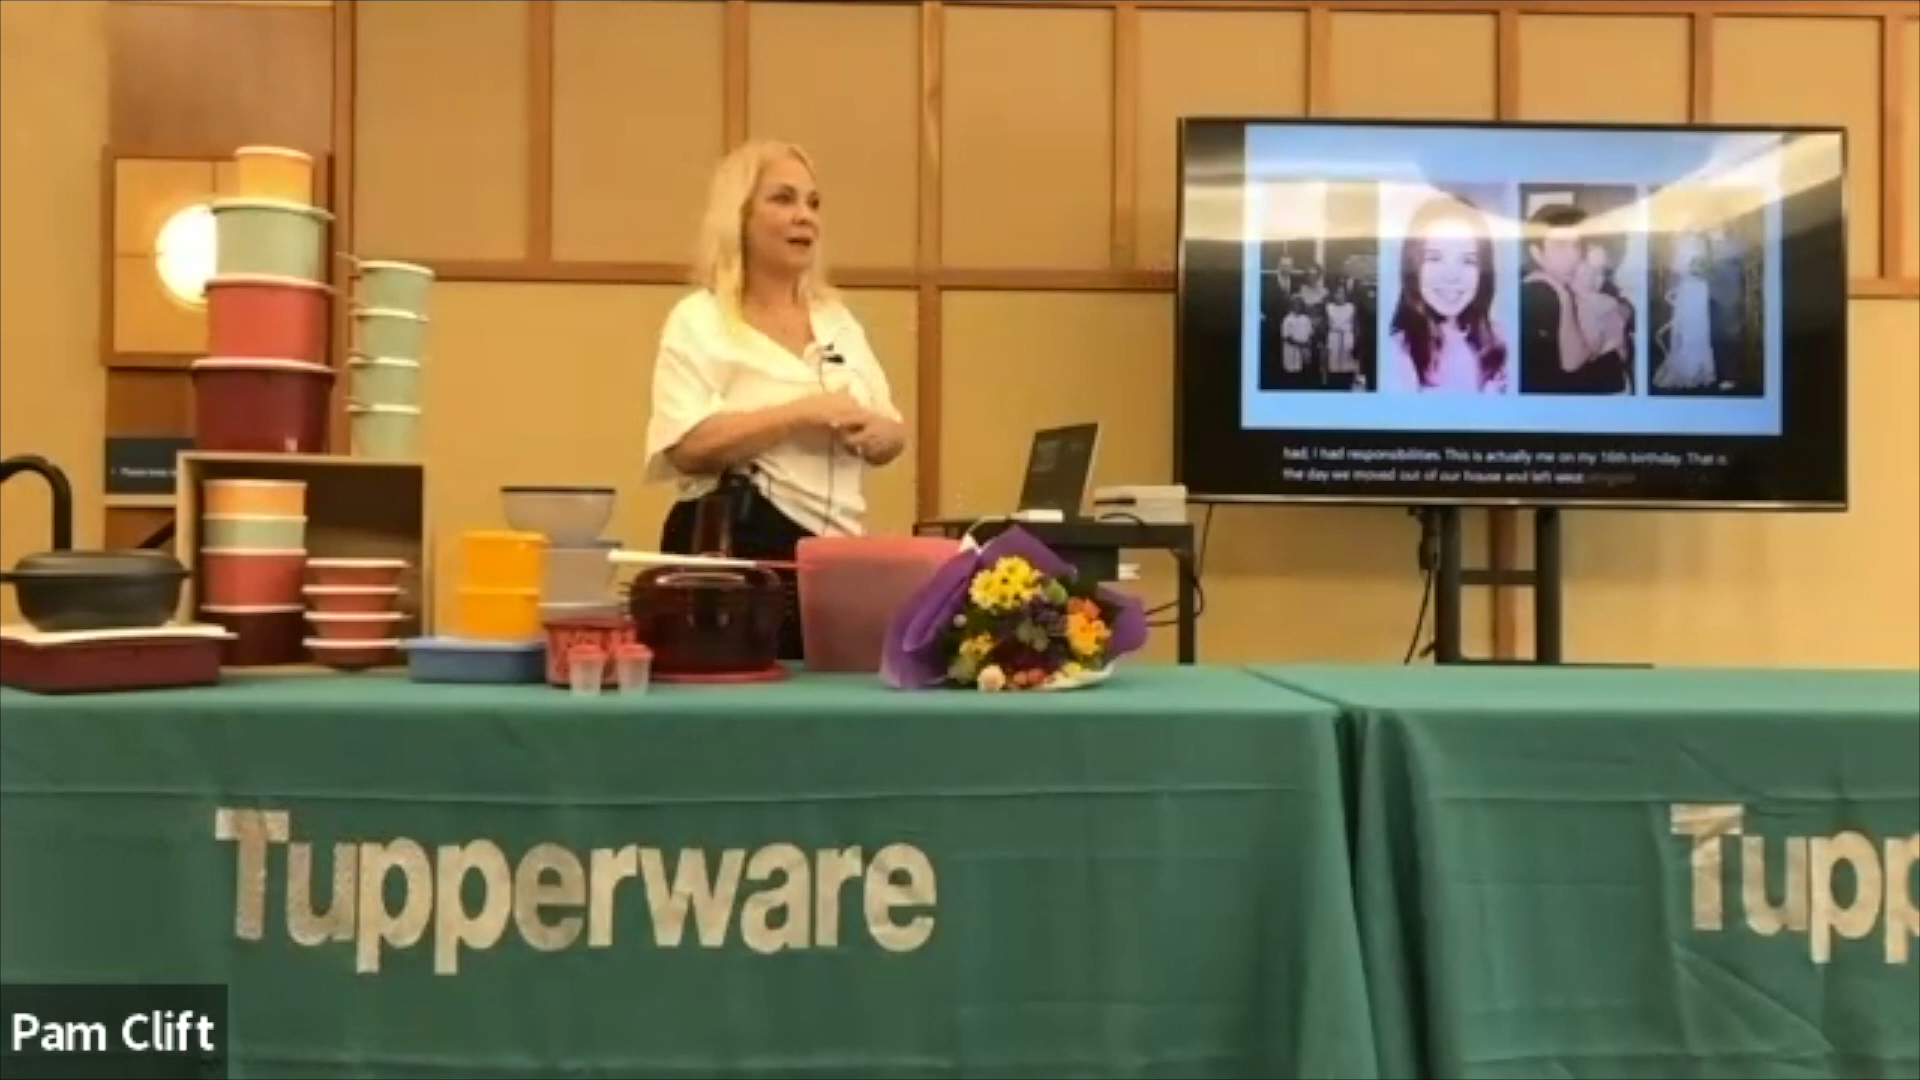 had, I had responsibilities. This is actually me on my 16th birthday. That is
the day we moved out of our house and left west
Tupperware
Tupp
Pam Clift